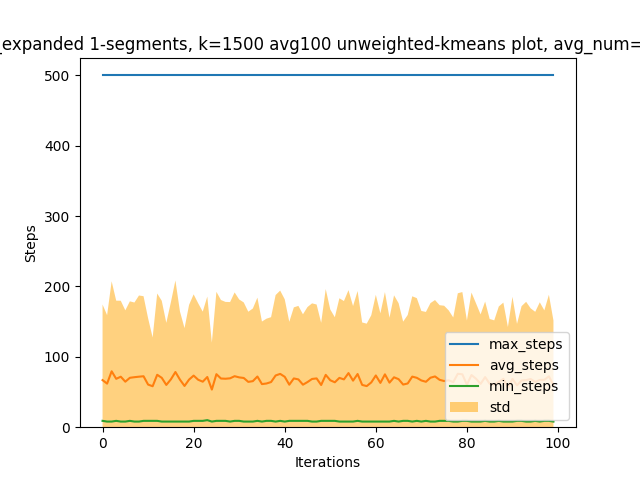 _expanded 1-segments, k=1500 avg100 unweighted-kmeans plot, avg_num=
500
400
300
200
100
0
Steps
0 20 40 60 80 100
Iterations
max_steps
avg_steps
min_steps
std